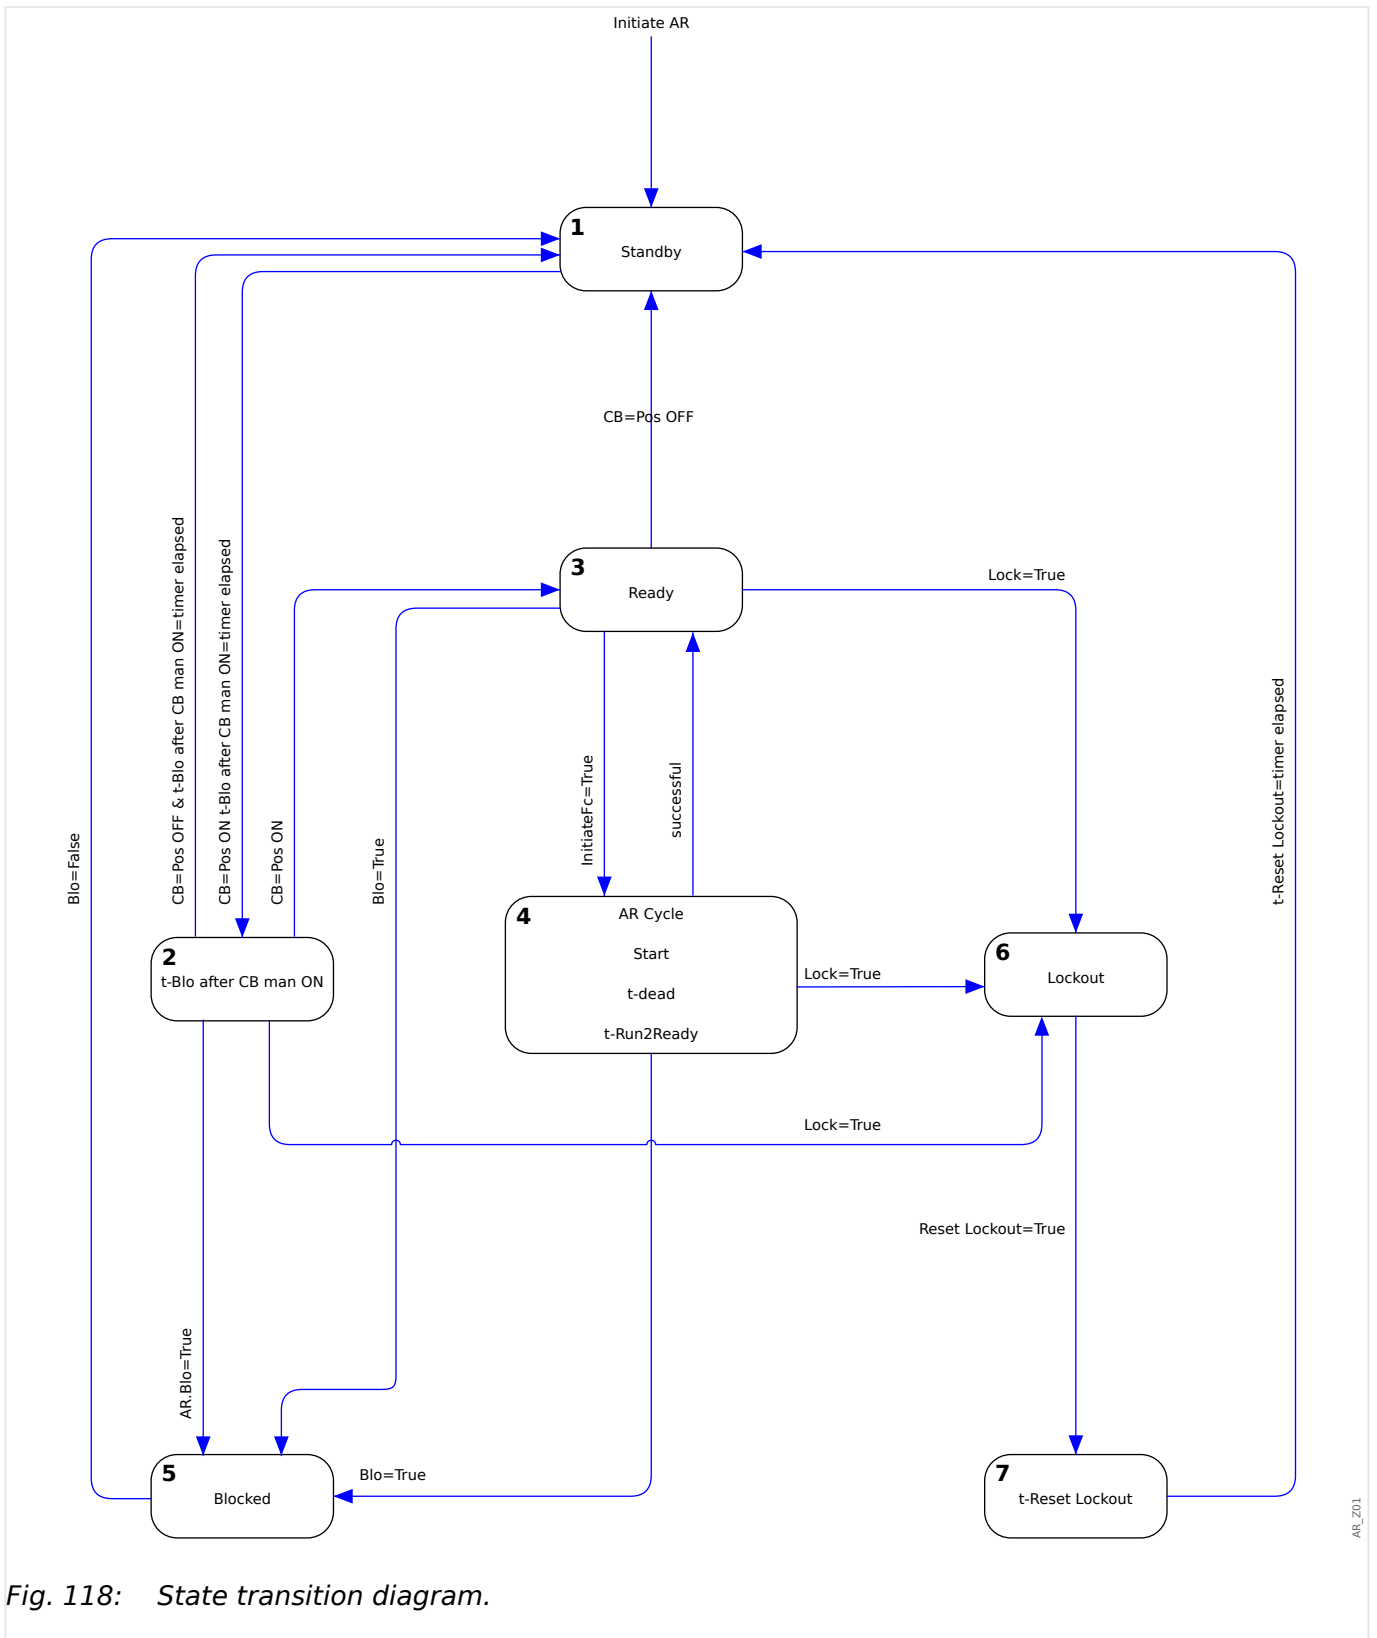 Initiate AR
1
Standby
CB=Pos OFF
3
Ready
Lock=True
CB=Pos OFF & t-Blo after CB man ON=timer elapsed
CB=Pos ON t-Blo after CB man ON=timer elapsed
t-Reset Lockout=timer elapsed
InitiateFc=True
successful
Blo=False
CB=Pos ON
Blo=True
4
AR Cycle
Start
t-dead
t-Run2Ready
2
t-Blo after CB man ON
Lock=True
6
Lockout
Lock=True
Reset Lockout=True
AR.Blo=True
5
Blocked
Blo=True
7
t-Reset Lockout
AR_Z01
Fig. 118: State transition diagram.